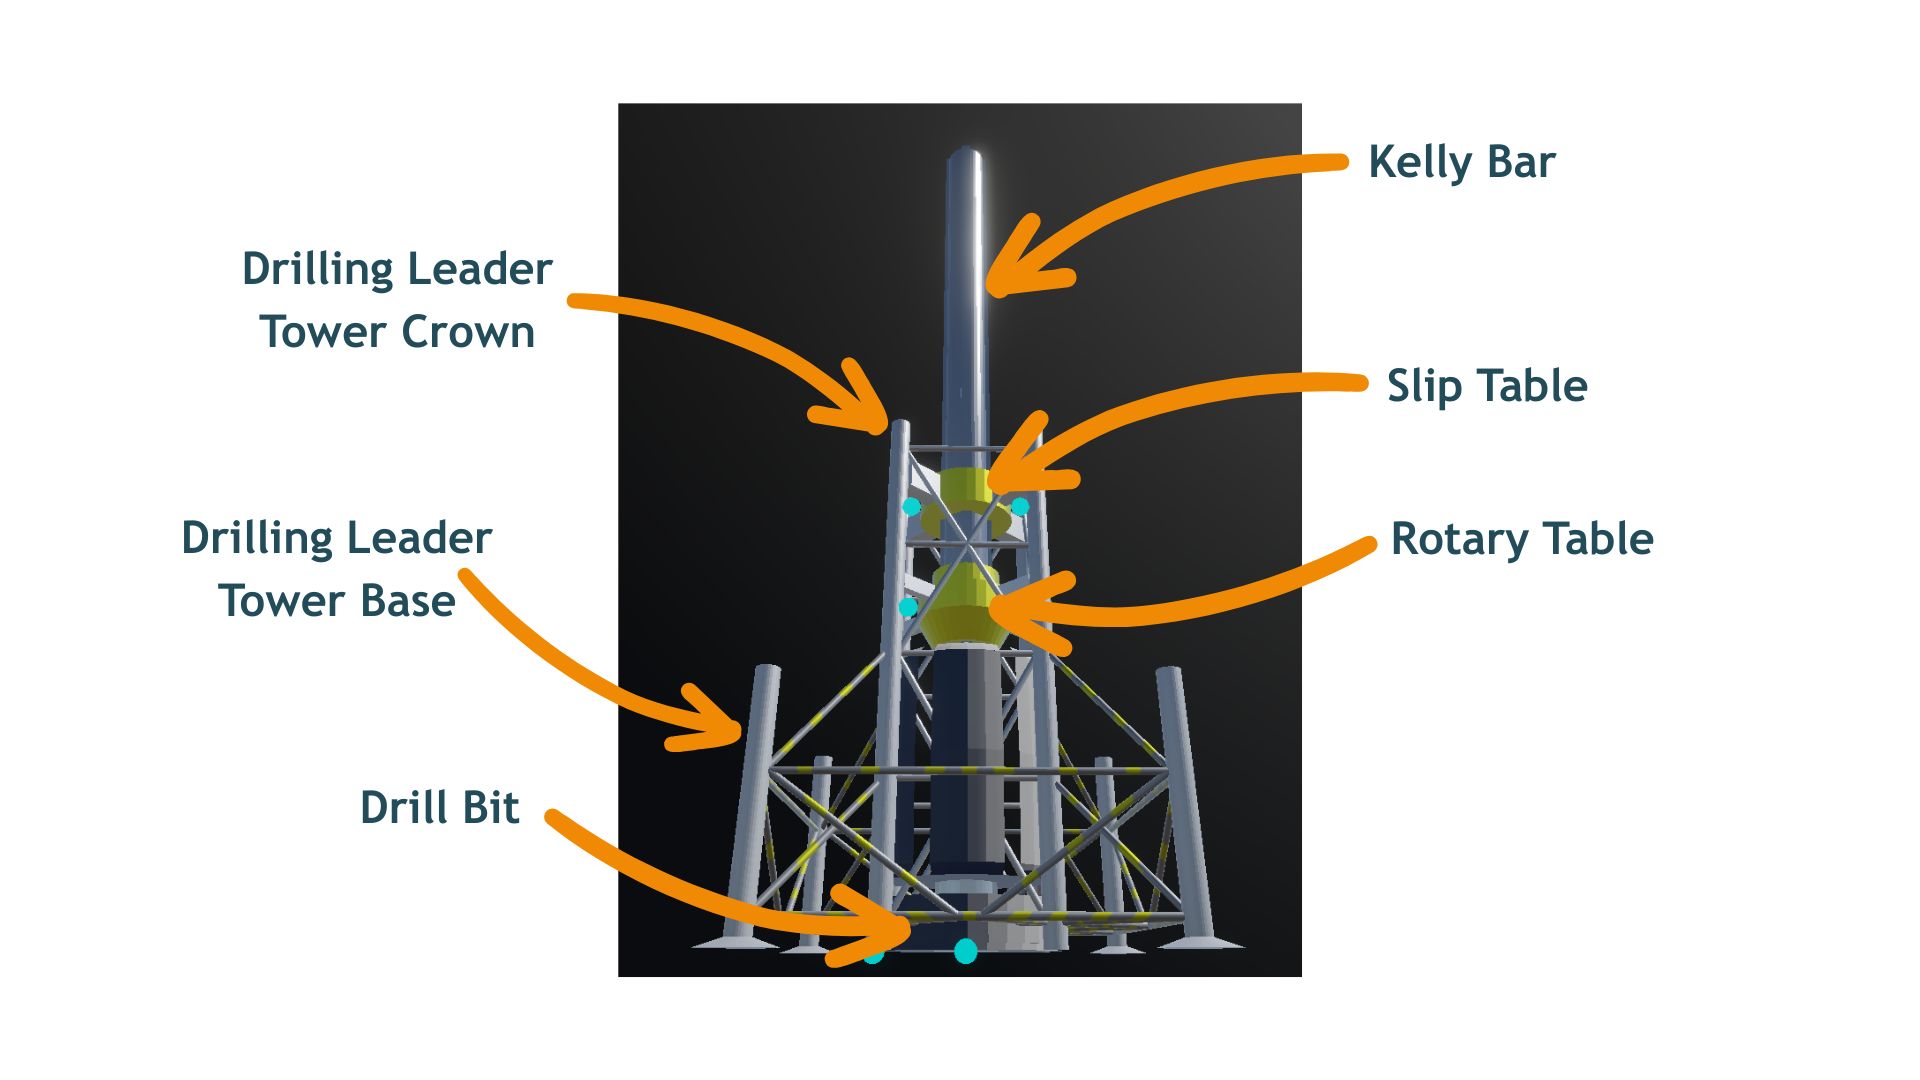 Kelly Bar
Drilling Leader
Tower Crown
Slip Table
Drilling Leader
Tower Base
Rotary Table
Drill Bit